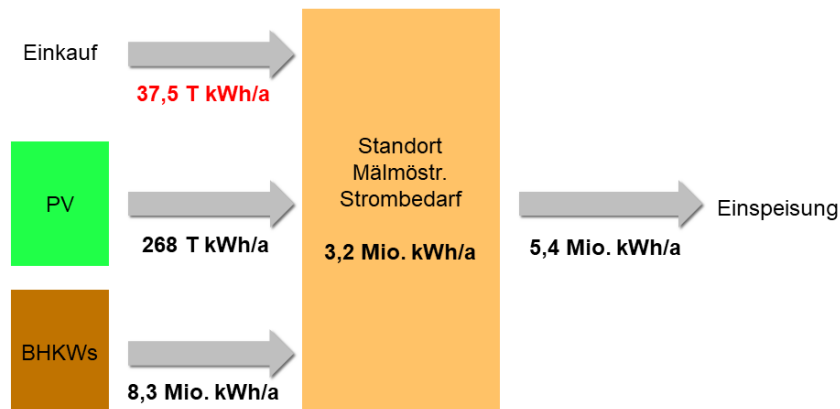 Einkauf
37,5 T kWh/a
PV
268 T kWh/a
BHKWs
8,3 Mio. kWh/a
Standort
Mälmöstr.
Strombedarf
3,2 Mio. kWh/a
5,4 Mio. kWh/a
Einspeisung